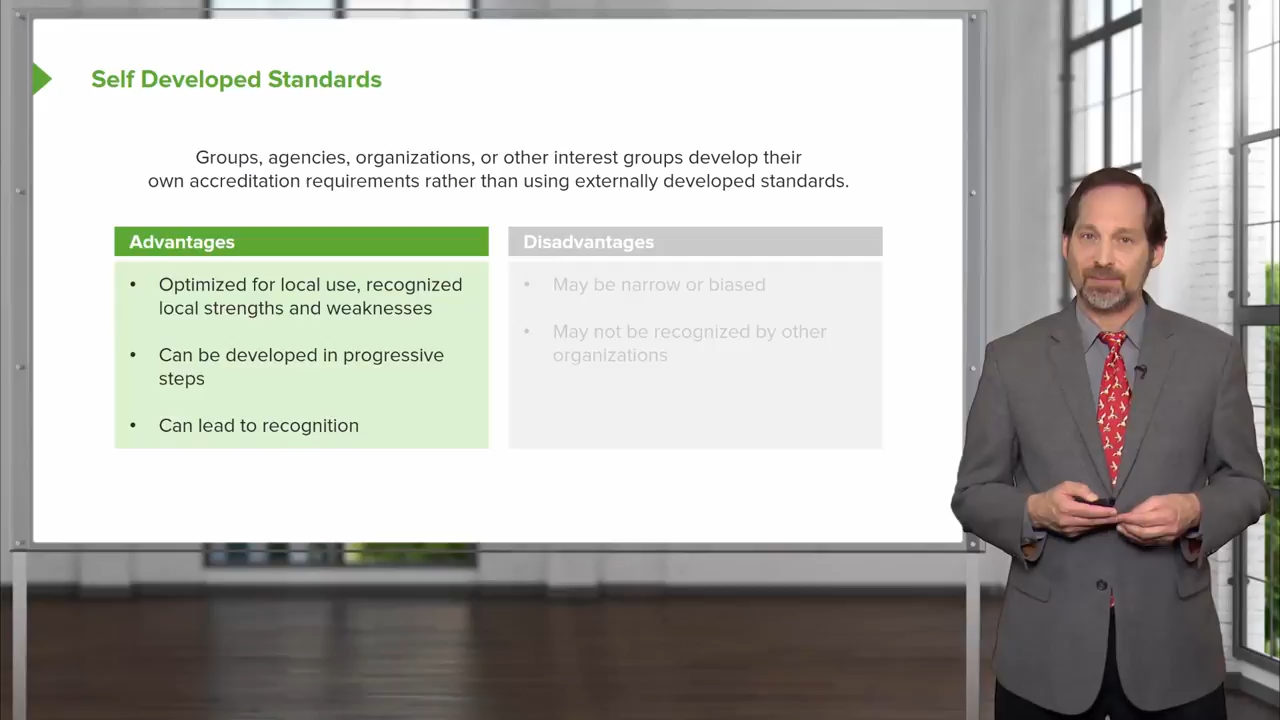 Self Developed Standards
Groups, agencies, organizations, or other interest groups develop their
own accreditation requirements rather than using externally developed standards.
Advantages
• Optimized for local use, recognized
local strengths and weaknesses
• Can be developed in progressive
steps
• Can lead to recognition
Disadvantages
• May be narrow or biased
• May not be recognized by other
organizations